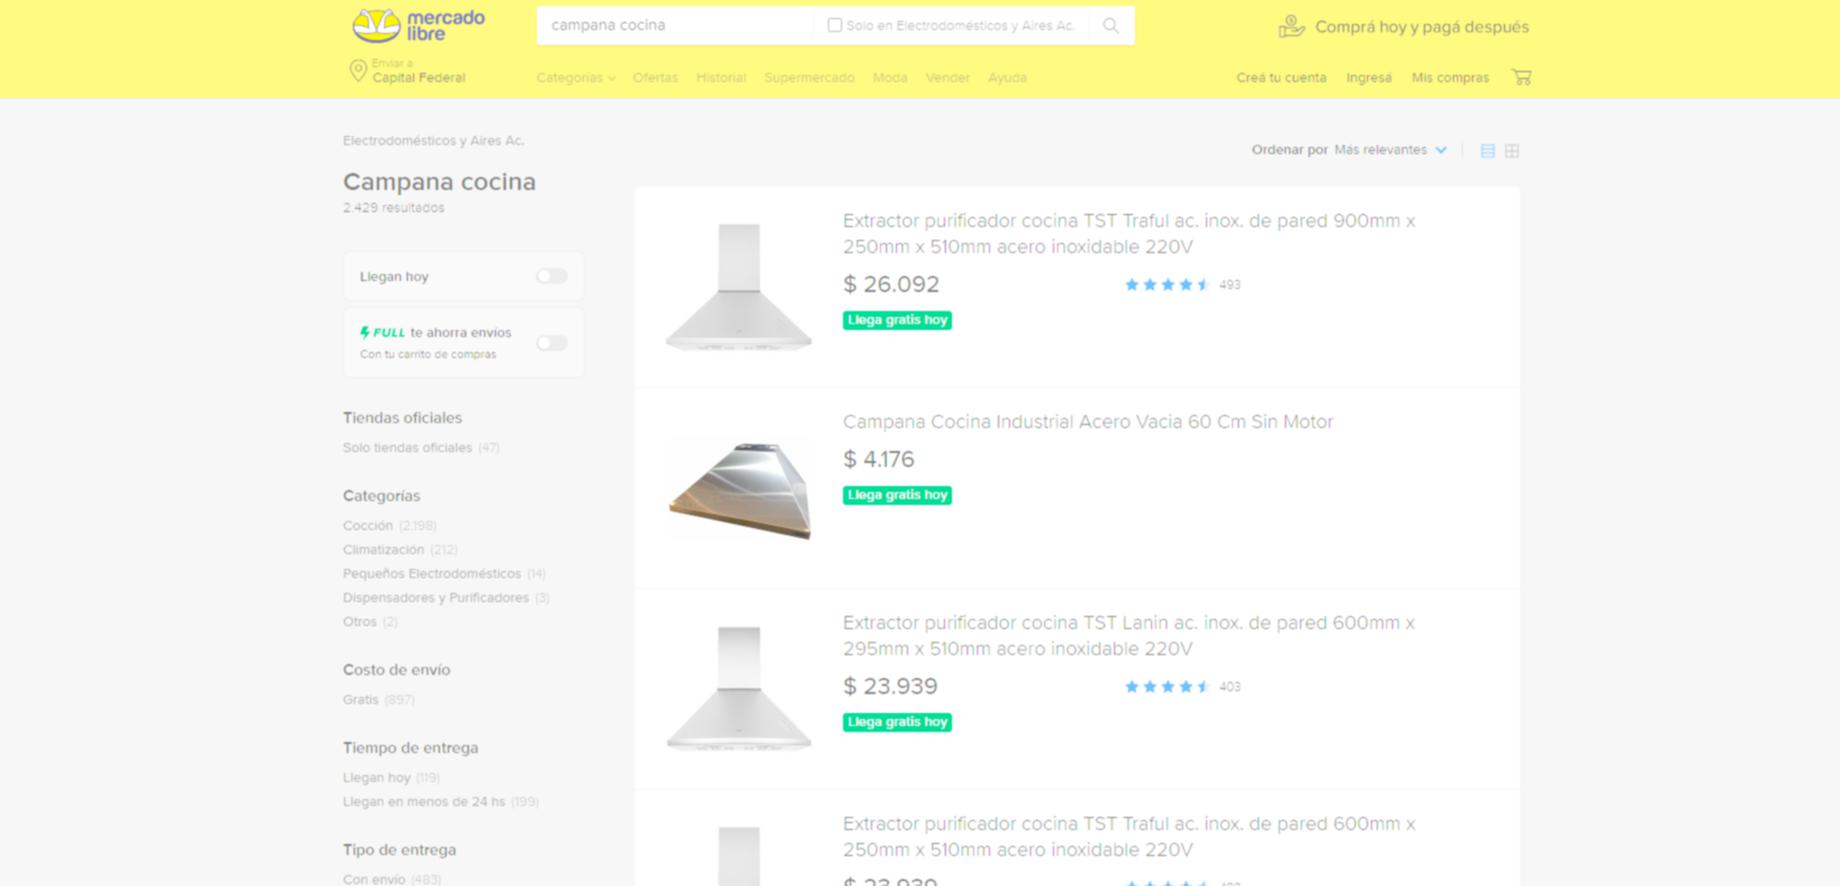 mercado
libre
campana cocina
Solo en Electrodomésticos y Aires Ac.
Comprá hoy y pagá después
Enviar a
Capital Federal
Categorías
Ofertas
Historial
Supermercado
Moda
Vender
Ayuda
Creá tu cuenta
Ingresá
Mis compras
Electrodomésticos y Aires Ac.
Campana cocina
2.429 resultados
Llegan hoy
FULL te ahorra envíos
Con tu carrito de compras
Tiendas oficiales
Solo tiendas oficiales (47)
Categorías
Cocción (2.198)
Climatización (212)
Pequeños Electrodomésticos (14)
Dispensadores y Purificadores (3)
Otros (2)
Costo de envío
Gratis (897)
Tiempo de entrega
Llegan hoy (119)
Llegan en menos de 24 hs (199)
Tipo de entrega
Con envío (483)
Ordenar por Más relevantes
Extractor purificador cocina TST Traful ac. inox. de pared 900mm x
250mm x 510mm acero inoxidable 220V
$ 26.092
493
Llega gratis hoy
Campana Cocina Industrial Acero Vacia 60 Cm Sin Motor
$ 4.176
Llega gratis hoy
Extractor purificador cocina TST Lanin ac. inox. de pared 600mm x
295mm x 510mm acero inoxidable 220V
$ 23.939
403
Llega gratis hoy
Extractor purificador cocina TST Traful ac. inox. de pared 600mm x
250mm x 510mm acero inoxidable 220V
$ 23.939